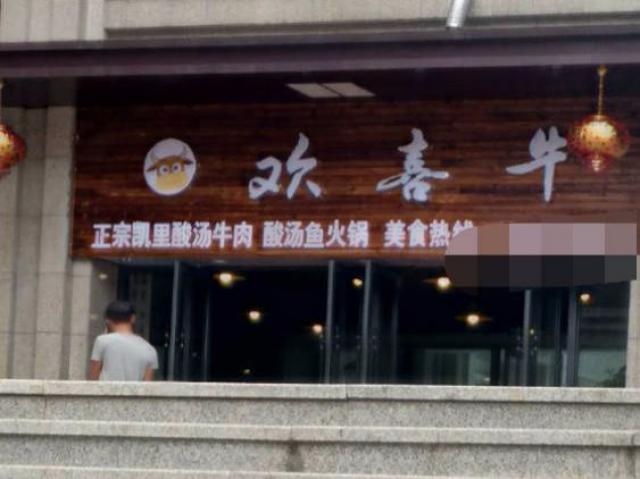 欢喜牛
正宗凯里酸汤牛肉 酸汤鱼火锅 美食热线